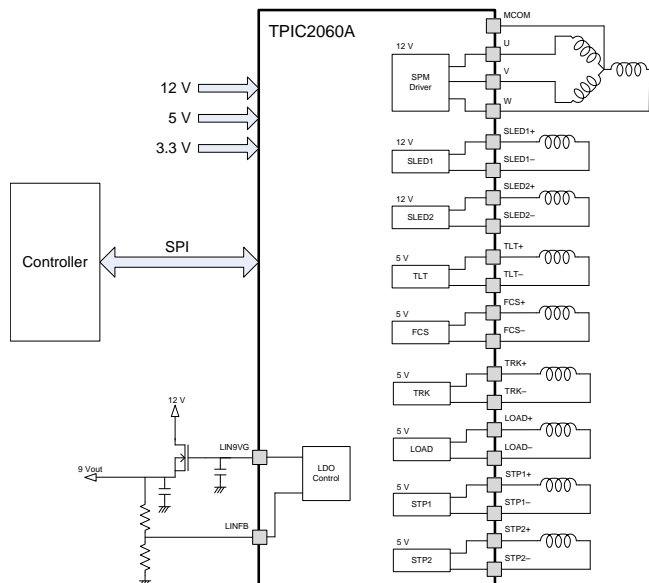 TPIC2060A
12 V
5 V
3.3 V
Controller
SPI
12 V
9 Vout
LIN9VG
LINFB
LDO
Control
MCOM
12 V
SPM
Driver
U
V
W
12 V
SLED1
SLED1+
SLED1–
12 V
SLED2
SLED2+
SLED2–
5 V
TLT
TLT+
TLT–
5 V
FCS
FCS+
FCS–
5 V
TRK
TRK+
TRK–
5 V
LOAD
LOAD+
LOAD–
5 V
STP1
STP1+
STP1–
5 V
STP2
STP2+
STP2–